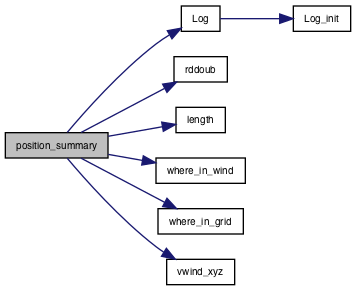 Log
Log_init
rddoub
length
position_summary
where_in_wind
where_in_grid
vwind_xyz